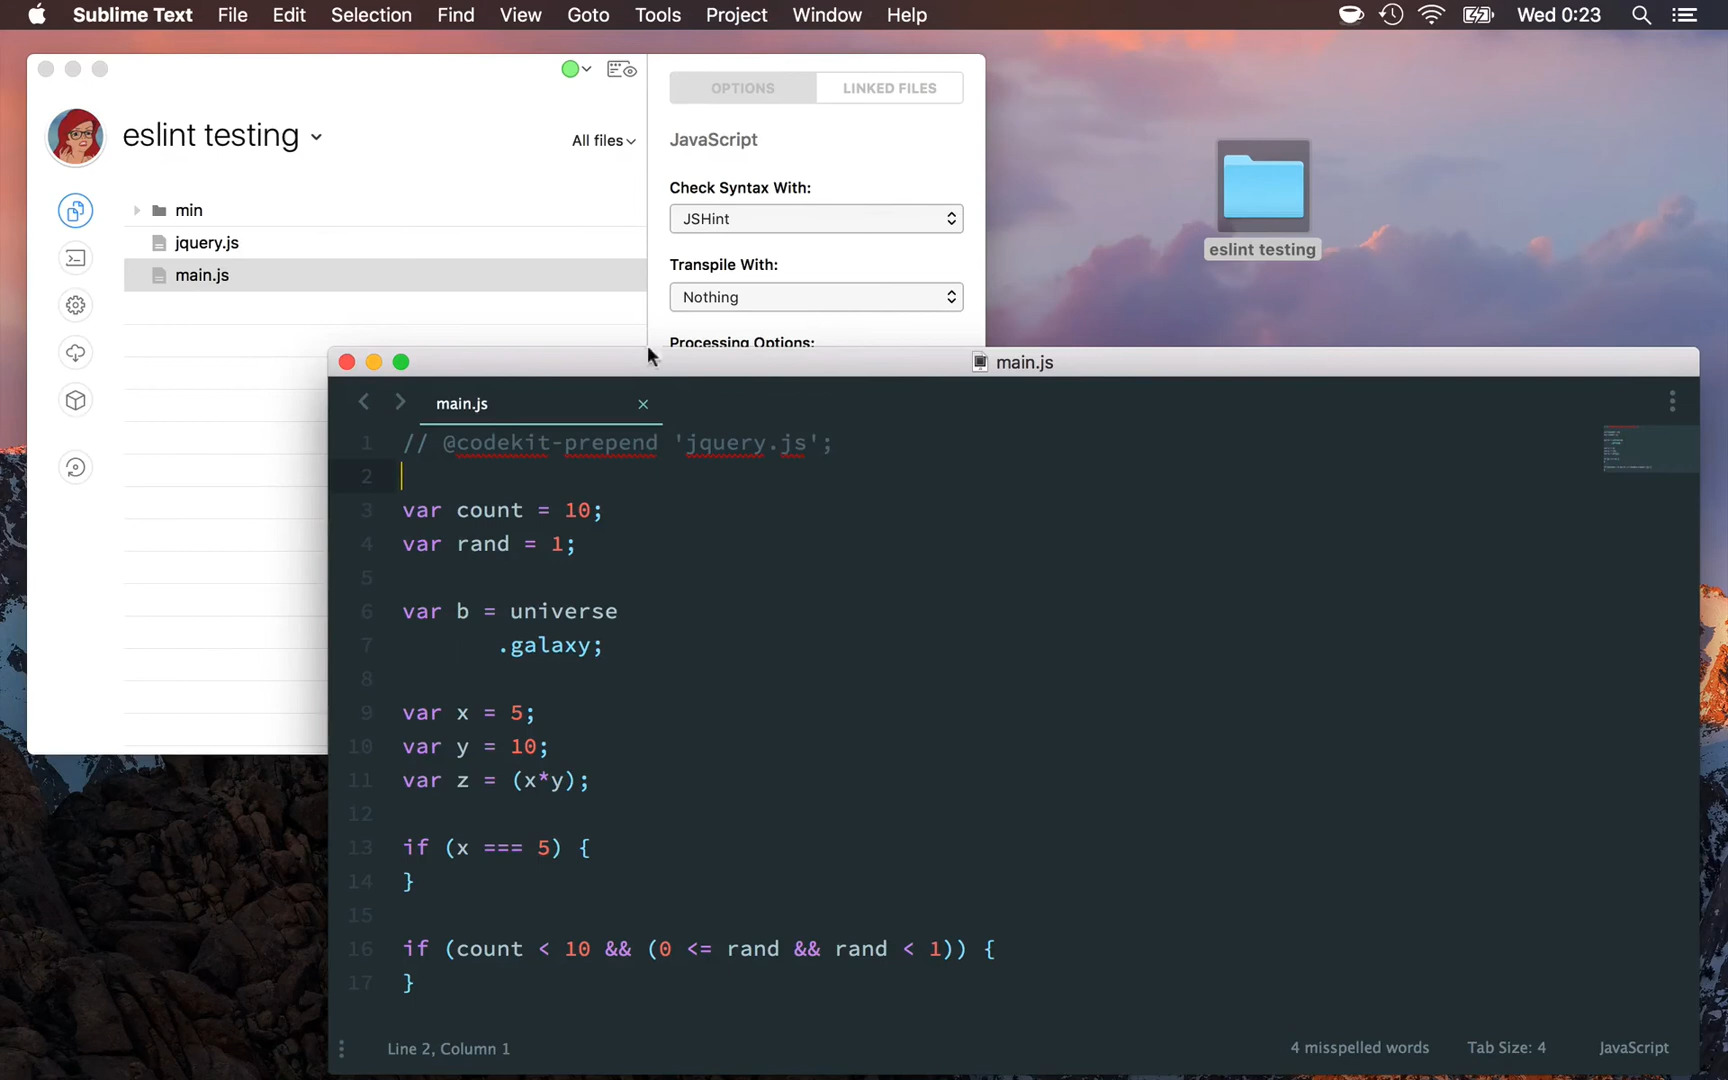 Sublime Text File Edit Selection Find View Goto Tools Project Window Help Wed 0:23
OPTIONS LINKED FILES
eslint testing
All files
JavaScript
min
jquery.js
main.js
Check Syntax With:
JSHint
Transpile With:
Nothing
Processing Options:
eslint testing
main.js
main.js
1 // @codekit-prepend 'jquery.js';
2
3 var count = 10;
4 var rand = 1;
5
6 var b = universe
7 .galaxy;
8
9 var x = 5;
10 var y = 10;
11 var z = (x*y);
12
13 if (x === 5) {
14 }
15
16 if (count < 10 && (0 <= rand && rand < 1)) {
17 }
Line 2, Column 1 4 misspelled words Tab Size: 4 JavaScript